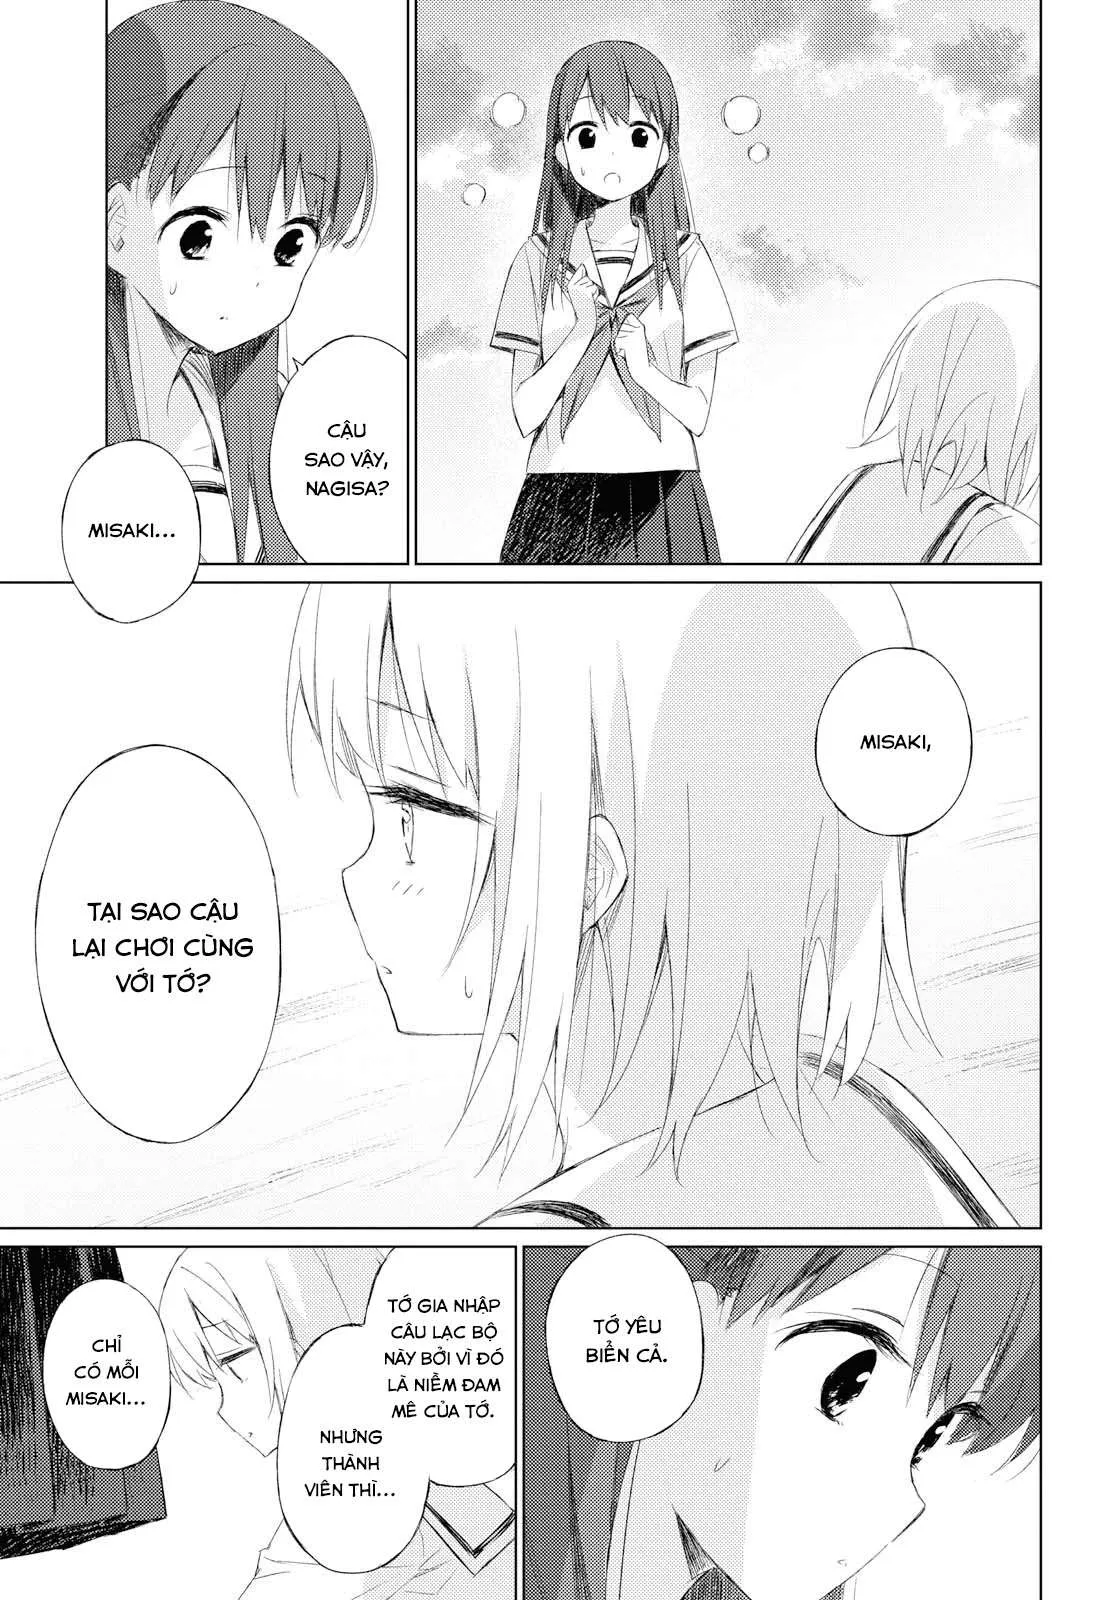 CẬU
SAO VẬY,
NAGISA?
MISAKI...
MISAKI,
TẠI SAO CẬU
LẠI CHƠI CÙNG
VỚI TỚ?
TỚ YÊU
BIỂN CẢ.
TỚ GIA NHẬP
CÂU LẠC BỘ
NÀY BỞI VÌ ĐÓ
LÀ NIỀM ĐAM
MÊ CỦA TỚ.
NHƯNG
THÀNH
VIÊN THÌ...
CHỈ
CÓ MỖI
MISAKI...